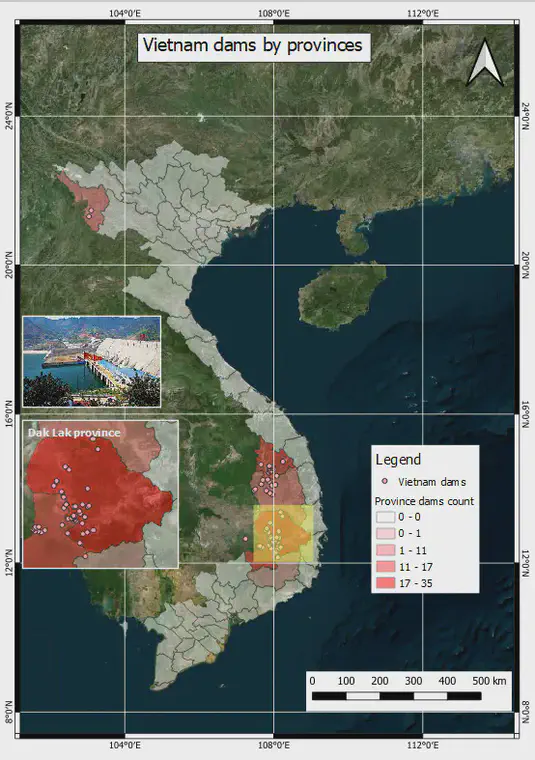 104°0'E 108°0'E 112°0'E
Vietnam dams by provinces
24°0'N 24°0'N
20°0'N 20°0'N
16°0'N 16°0'N
Dak Lak province
Legend
Vietnam dams
Province dams count
0 - 0
0 - 1
1 - 11
11 - 17
17 - 35
12°0'N 12°0'N
0 100 200 300 400 500 km
8°0'N 8°0'N
104°0'E 108°0'E 112°0'E